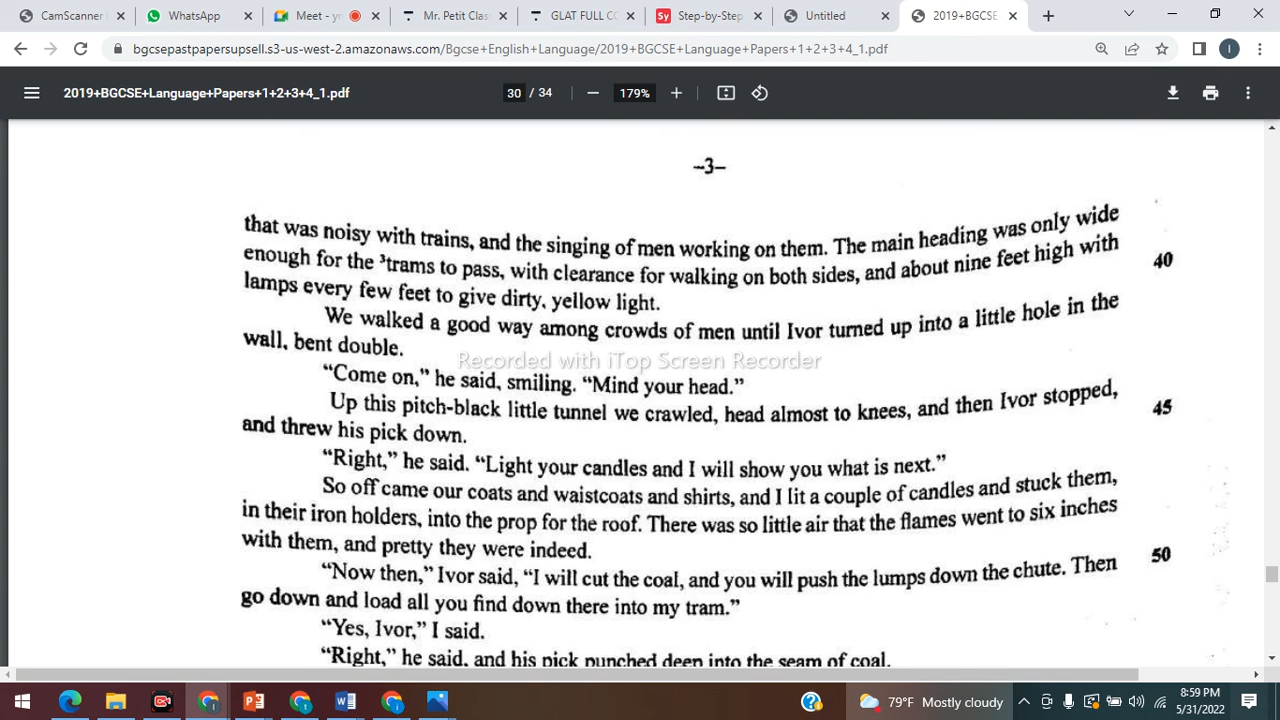 CamScanner
WhatsApp
Meet - yn
Mr. Petit Clas
GLAT FULL CO
Sy Step-by-Step
Untitled
2019+BGCSE
bgcsepastpapersupsell.s3-us-west-2.amazonaws.com/Bgcse+English+Language/2019+BGCSE+Language+Papers+1+2+3+4_1.pdf
I
2019+BGCSE+Language+Papers+1+2+3+4_1.pdf
30 / 34
179%
–3–
that was noisy with trains, and the singing of men working on them. The main heading was only wide
enough for the ³trams to pass, with clearance for walking on both sides, and about nine feet high with 40
lamps every few feet to give dirty, yellow light.
We walked a good way among crowds of men until Ivor turned up into a little hole in the
wall, bent double.
Recorded with iTop Screen Recorder
“Come on,” he said, smiling. “Mind your head.”
Up this pitch-black little tunnel we crawled, head almost to knees, and then Ivor stopped, 45
and threw his pick down.
“Right,” he said. “Light your candles and I will show you what is next.”
So off came our coats and waistcoats and shirts, and I lit a couple of candles and stuck them,
in their iron holders, into the prop for the roof. There was so little air that the flames went to six inches
with them, and pretty they were indeed.
“Now then,” Ivor said, “I will cut the coal, and you will push the lumps down the chute. Then 50
go down and load all you find down there into my tram.”
“Yes, Ivor,” I said.
“Right,” he said, and his pick punched deep into the seam of coal.
79°F Mostly cloudy
8:59 PM
5/31/2022